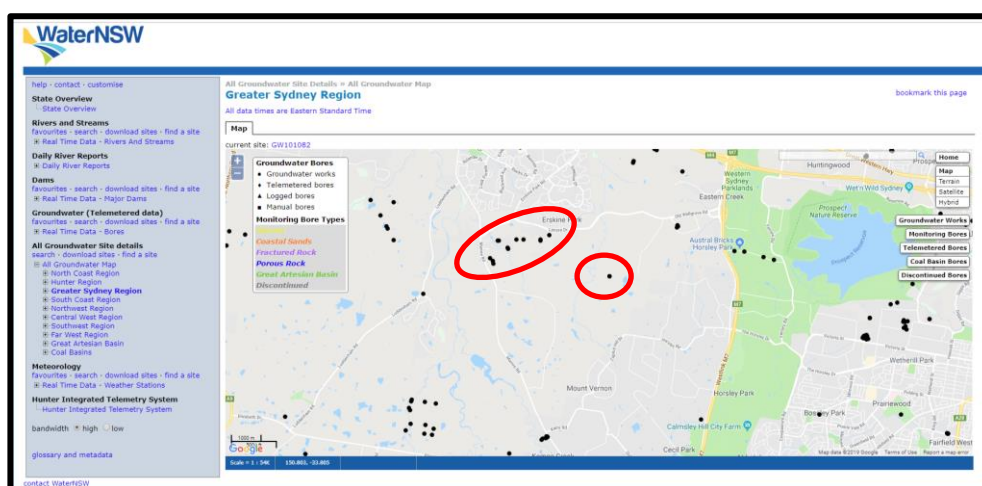 WaterNSW
help - contact - customise
State Overview
State Overview
Rivers and Streams
favourites - search - download sites - find a site
Real Time Data - Rivers And Streams
Daily River Reports
Daily River Reports
Dams
favourites - search - download sites - find a site
Real Time Data - Major Dams
Groundwater (Telemetered data)
favourites - search - download sites - find a site
Real Time Data - Bores
All Groundwater Site details
search - download sites - find a site
All Groundwater Map
North Coast Region
Hunter Region
Greater Sydney Region
South Coast Region
Northwest Region
Central West Region
Southwest Region
Far West Region
Great Artesian Basin
Coal Basins
Meteorology
favourites - search - download sites - find a site
Real Time Data - Weather Stations
Hunter Integrated Telemetry System
Hunter Integrated Telemetry System
bandwidth high low
glossary and metadata
contact WaterNSW
All Groundwater Site Details » All Groundwater Map
Greater Sydney Region
bookmark this page
All data times are Eastern Standard Time
Map
current site: GW101082
Groundwater Bores
Groundwater works
Telemetered bores
Logged bores
Manual bores
Monitoring Bore Types
Coastal Sands
Fractured Rock
Porous Rock
Great Artesian Basin
Discontinued
Home
Map
Terrain
Satellite
Hybrid
Groundwater Works
Monitoring Bores
Telemetered Bores
Coal Basin Bores
Discontinued Bores
Erskine Park
Western
Sydney
Parklands
Eastern Creek
Huntingwood
Wet'n'Wild Sydney
Prospect
Nature Reserve
Austral Bricks
Horsley Park
M7
Wetherill Park
Mount Vernon
Horsley Park
Bossley Park
Prairiewood
Calmsley Hill City Farm
Cecil Park
Fairfield West
1000 m
Google
Map data ©2019 Google
Terms of Use
Report a map error
Scale = 1 : 54K
150.803, -33.805